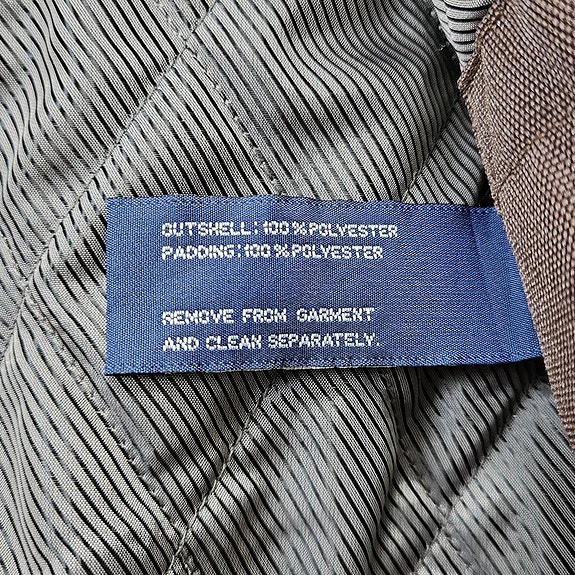 OUTSHELL:100%POLYESTER
PADDING:100%POLYESTER
REMOVE FROM GARMENT
AND CLEAN SEPARATELY.